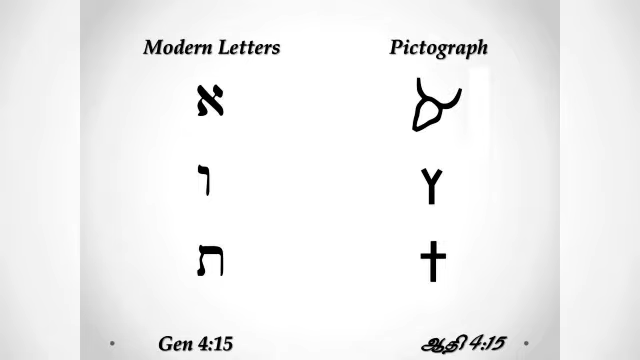 Modern Letters Pictograph
א
ו
ת
Gen 4:15 ஆதி 4:15